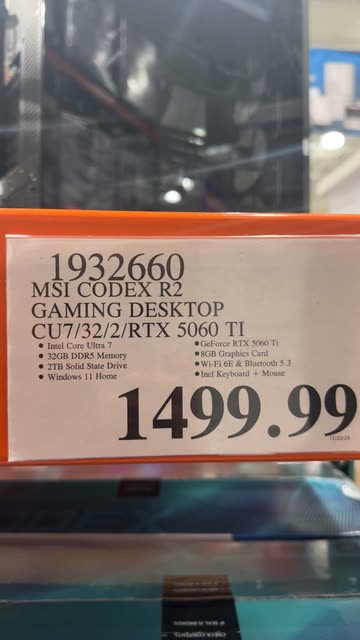 1932660
MSI CODEX R2
GAMING DESKTOP
CU7/32/2/RTX 5060 TI
• Intel Core Ultra 7
• 32GB DDR5 Memory
• 2TB Solid State Drive
• Windows 11 Home
• GeForce RTX 5060 Ti
• 8GB Graphics Card
• Wi-Fi 6E & Bluetooth 5.3
• Incl Keyboard + Mouse
1499.99
CHECK CONTENTS